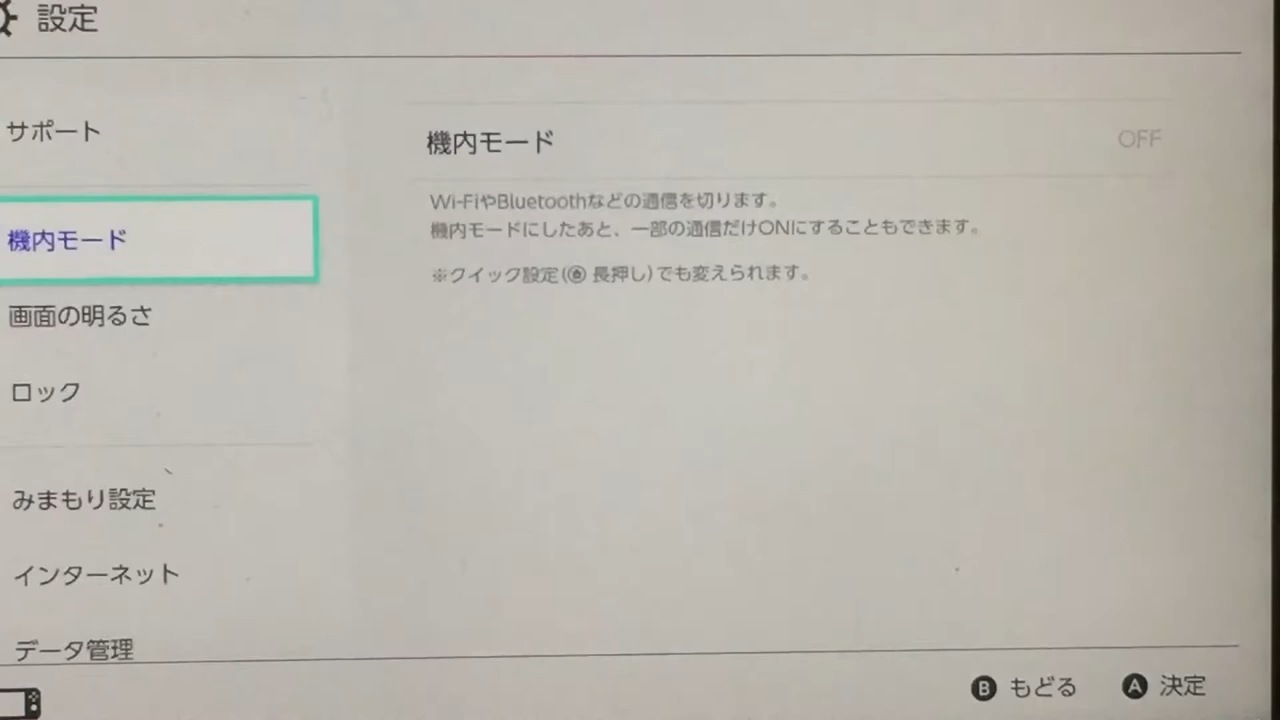 設定
サポート
機内モード
画面の明るさ
ロック
みまもり設定
インターネット
データ管理
機内モード OFF
Wi-FiやBluetoothなどの通信を切ります。
機内モードにしたあと、一部の通信だけONにすることもできます。
※クイック設定( 長押し)でも変えられます。
B もどる A 決定